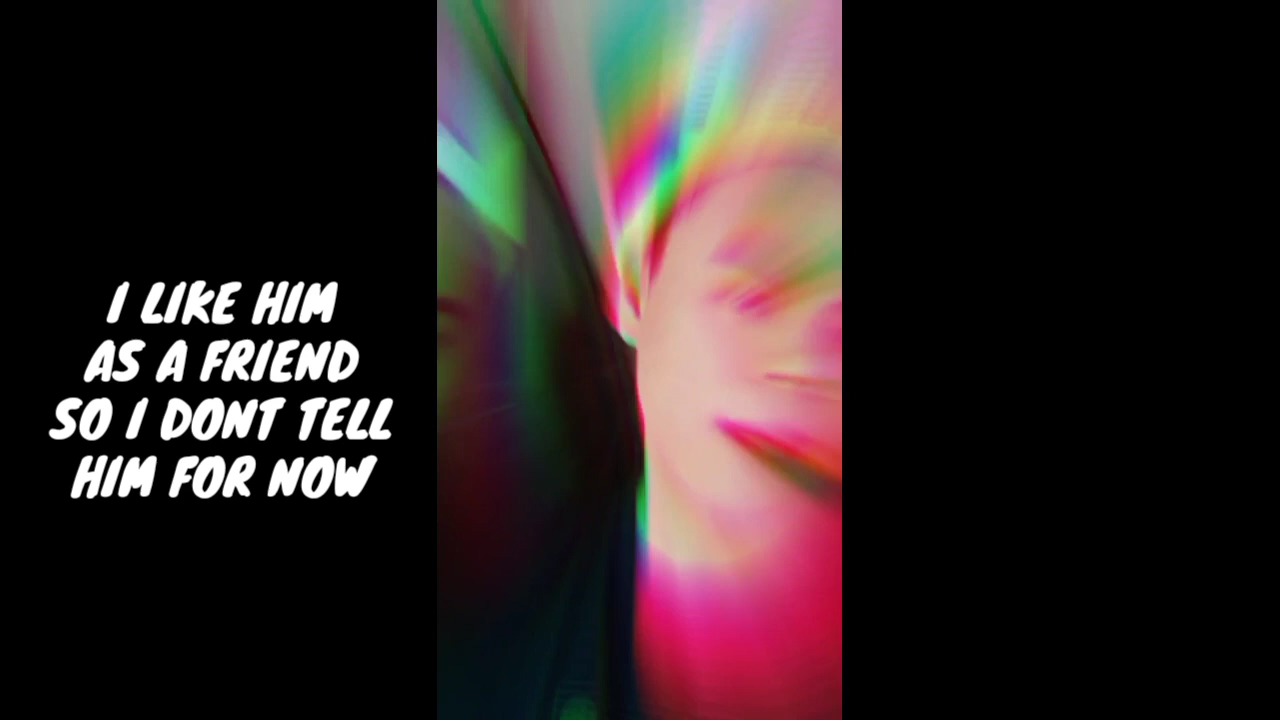 I LIKE HIM
AS A FRIEND
SO I DONT TELL
HIM FOR NOW